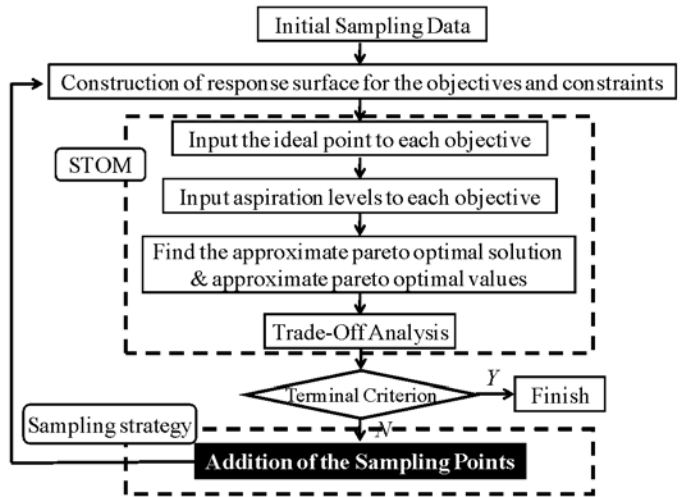 Initial Sampling Data
Construction of response surface for the objectives and constraints
Input the ideal point to each objective
STOM
Input aspiration levels to each objective
Find the approximate pareto optimal solution
& approximate pareto optimal values
Trade-Off Analysis
Terminal Criterion
Y
Finish
N
Sampling strategy
Addition of the Sampling Points